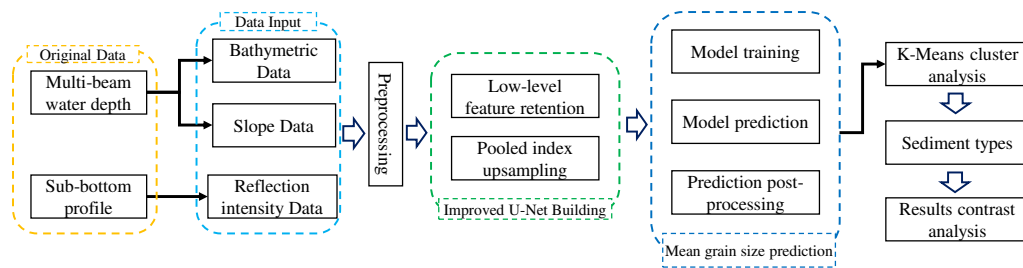 Original Data
Multi-beam
water depth
Sub-bottom
profile
Data Input
Bathymetric
Data
Slope Data
Reflection
intensity Data
Preprocessing
Low-level
feature retention
Pooled index
upsampling
Improved U-Net Building
Model training
Model prediction
Prediction post-
processing
Mean grain size prediction
K-Means cluster
analysis
Sediment types
Results contrast
analysis